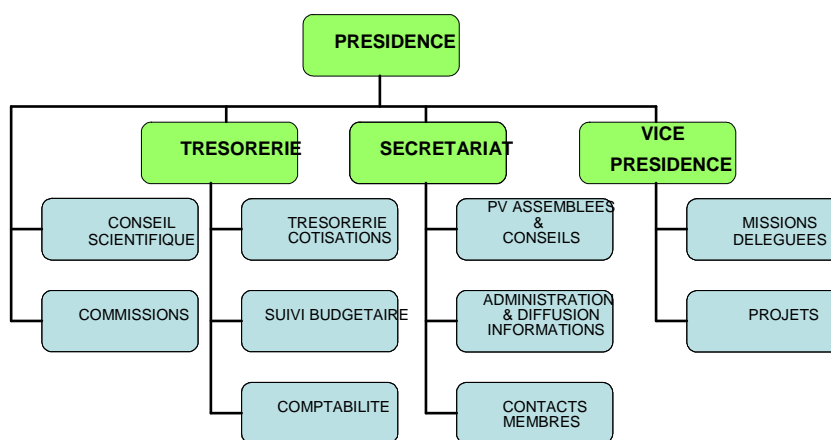 PRESIDENCE
TRESORERIE
SECRETARIAT
VICE
PRESIDENCE
CONSEIL
SCIENTIFIQUE
TRESORERIE
COTISATIONS
PV ASSEMBLEES
&
CONSEILS
MISSIONS
DELEGUEES
COMMISSIONS
SUIVI BUDGETAIRE
ADMINISTRATION
& DIFFUSION
INFORMATIONS
PROJETS
COMPTABILITE
CONTACTS
MEMBRES